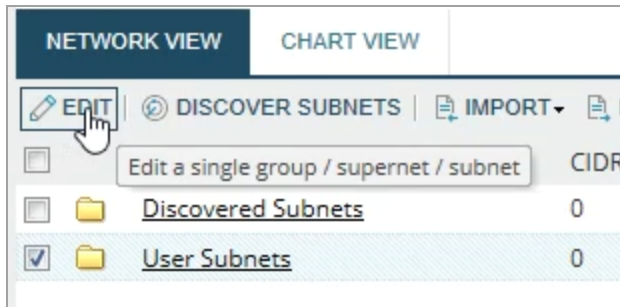 NETWORK VIEW CHART VIEW
EDIT DISCOVER SUBNETS IMPORT
Edit a single group / supernet / subnet CIDR
Discovered Subnets 0
User Subnets 0